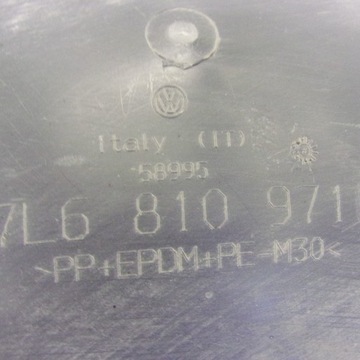 Italy (IT)
58995
7L6 810 971
>PP+EPDM+PE-M30<